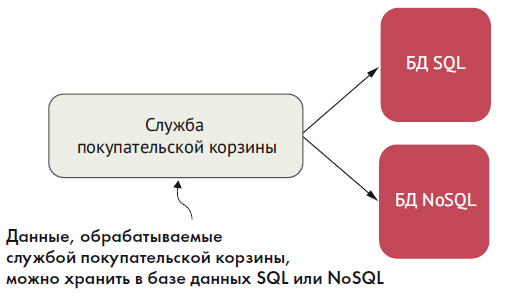 БД SQL
Служба
покупательской корзины
БД NoSQL
Данные, обрабатываемые
службой покупательской корзины,
можно хранить в базе данных SQL или NoSQL